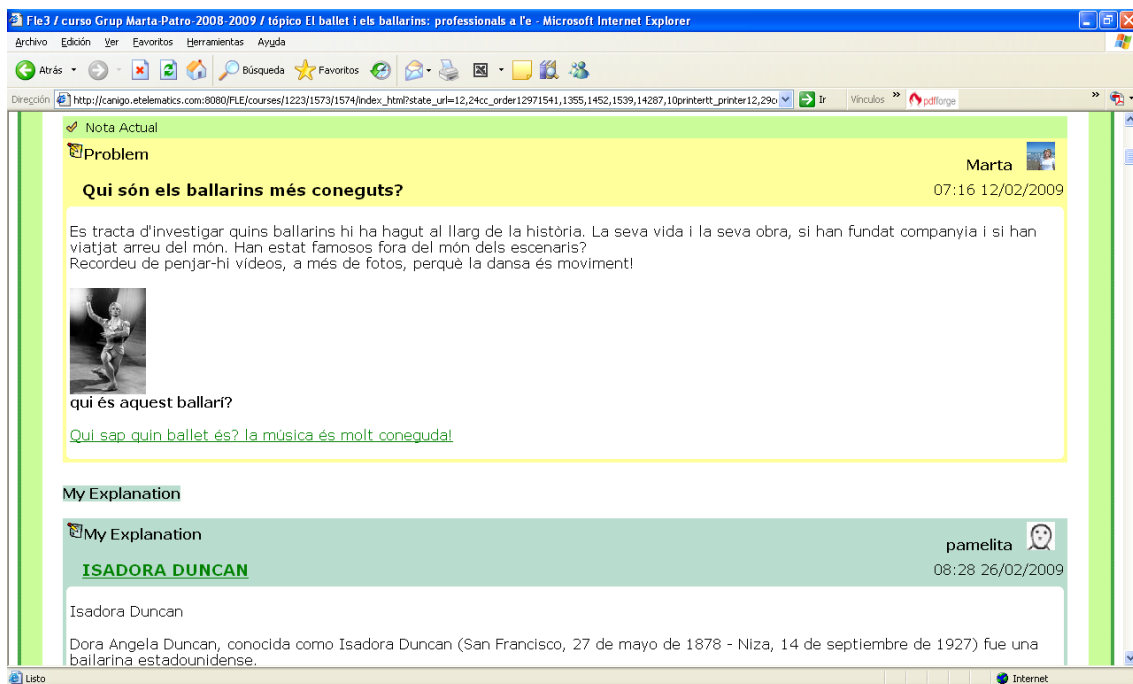 Fle3 / curso Grup Marta-Patro-2008-2009 / tópico El ballet i els ballarins: professionals a l'e - Microsoft Internet Explorer
Archivo Edición Ver Favoritos Herramientas Ayuda
Atrás Búsqueda Favoritos
Dirección http://canigo.etelematics.com:8080/FLE/courses/1223/1573/1574/index_html?state_url=12,24cc_order12971541,1355,1452,1539,14287,10printertt_printer12,29 Ir Vínculos » pdfforge »
Nota Actual
Problem
Marta
Qui són els ballarins més coneguts?
07:16 12/02/2009
Es tracta d'investigar quins ballarins hi ha hagut al llarg de la història. La seva vida i la seva obra, si han fundat companyia i si han
viatjat arreu del món. Han estat famosos fora del món dels escenaris?
Recordeu de penjar-hi vídeos, a més de fotos, perquè la dansa és moviment!
qui és aquest ballarí?
Qui sap quin ballet és? la música és molt coneguda!
My Explanation
My Explanation
pamelita
ISADORA DUNCAN
08:28 26/02/2009
Isadora Duncan
Dora Angela Duncan, conocida como Isadora Duncan (San Francisco, 27 de mayo de 1878 - Niza, 14 de septiembre de 1927) fue una
bailarina estadounidense.
Listo Internet